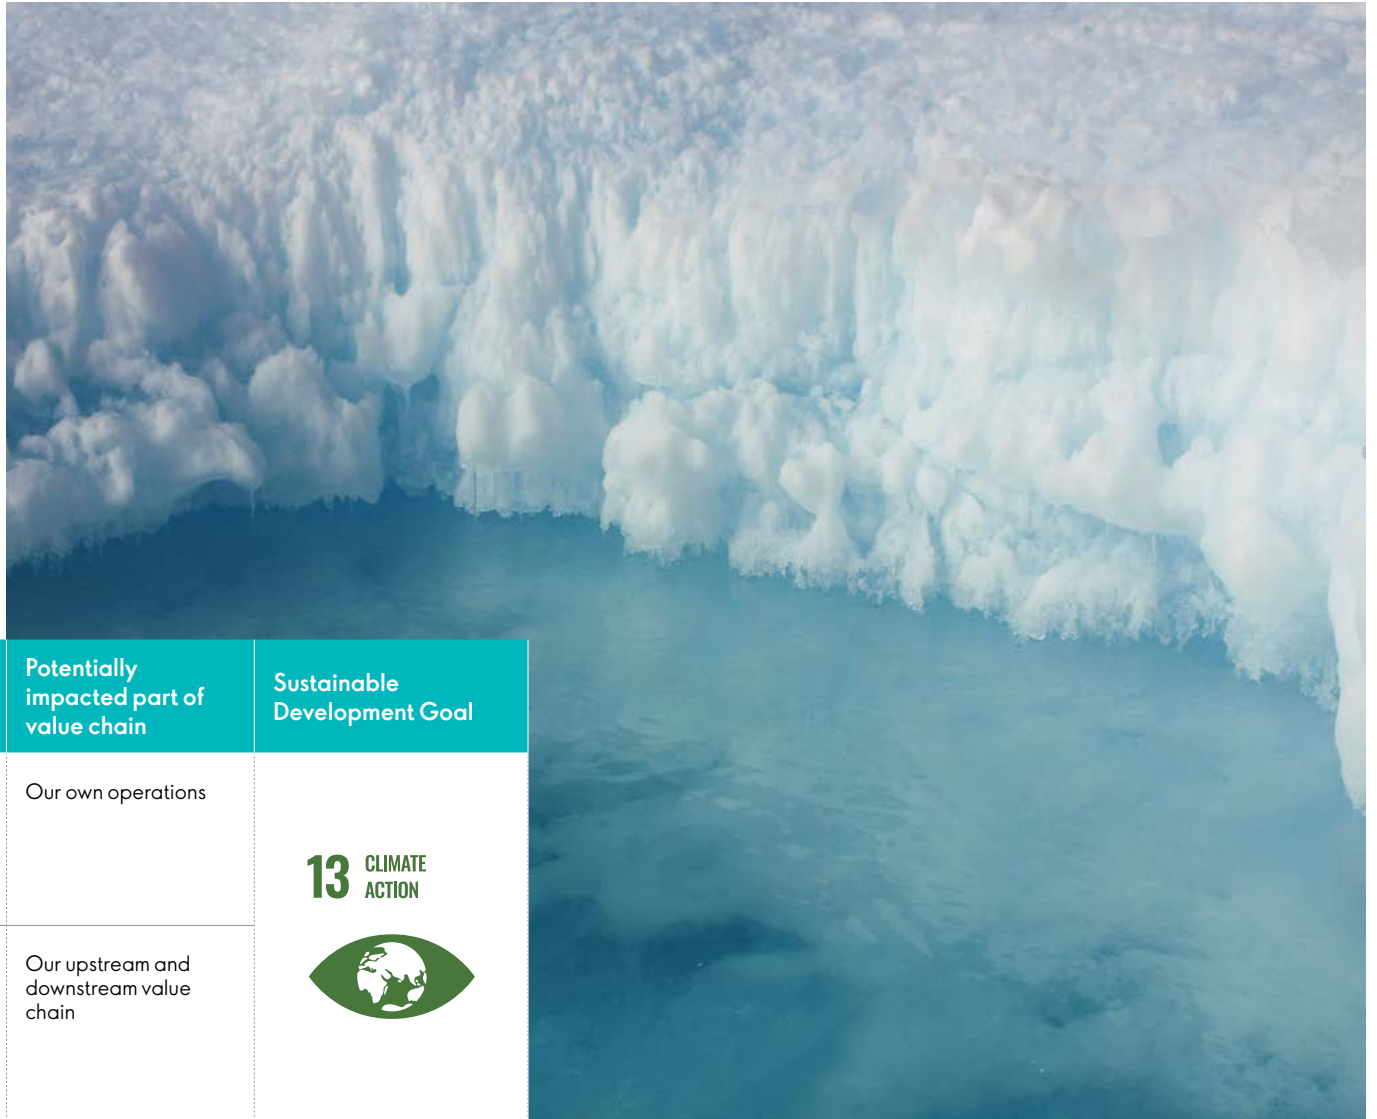 Potentially
impacted part of
value chain
Sustainable
Development Goal
Our own operations
13 CLIMATE
ACTION
Our upstream and
downstream value
chain